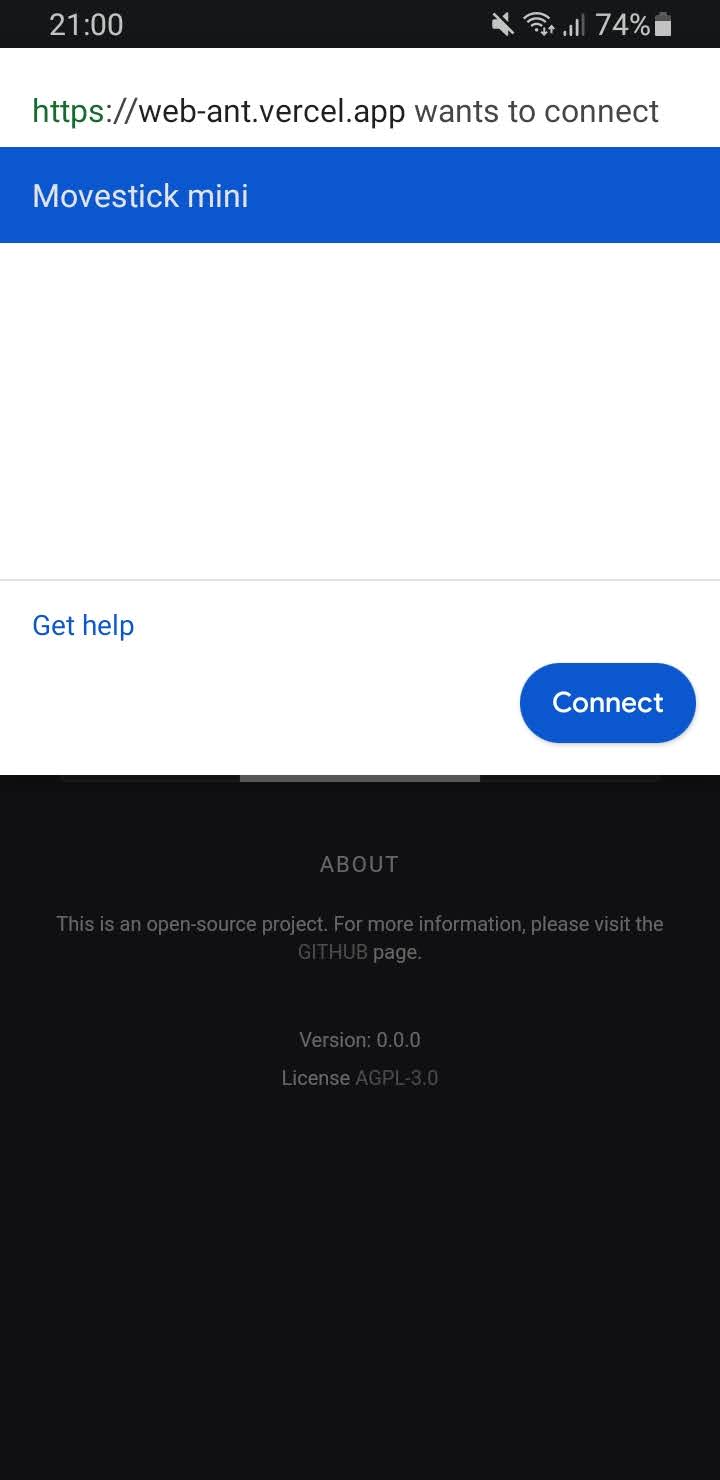 21:00
74%
https://web-ant.vercel.app wants to connect
Movestick mini
Get help
Connect
ABOUT
This is an open-source project. For more information, please visit the
GITHUB page.
Version: 0.0.0
License AGPL-3.0